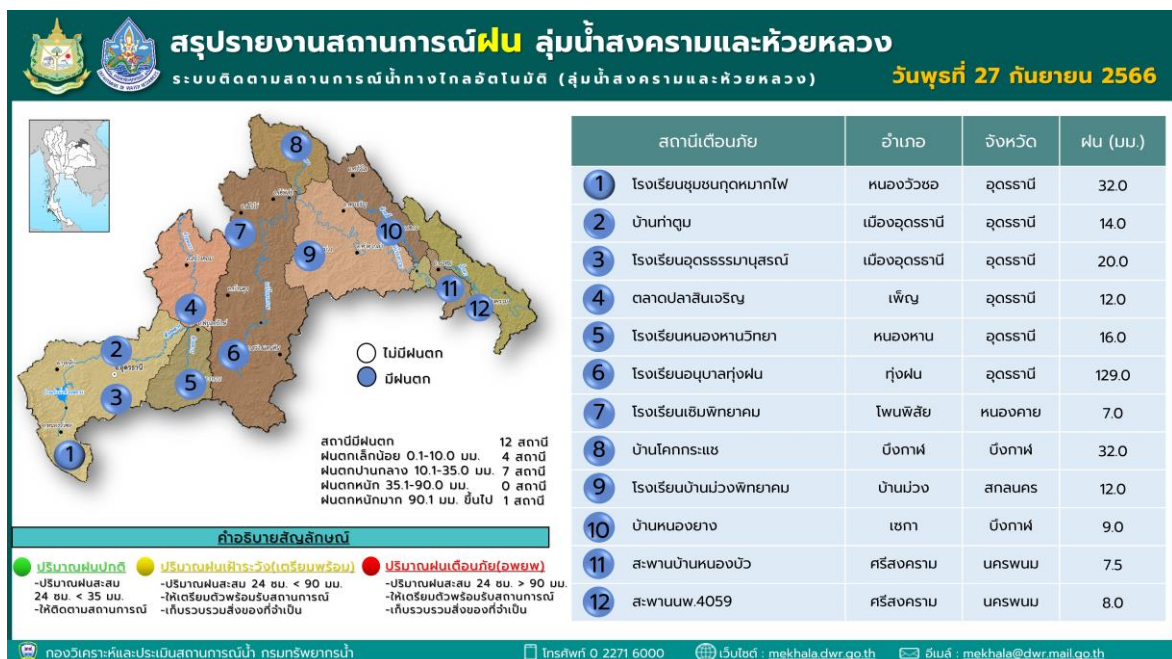 สรุปรายงานสถานการณ์ฝน ลุ่มน้ำสงครามและห้วยหลวง
ระบบติดตามสถานการณ์น้ำทางไกลอัตโนมัติ (ลุ่มน้ำสงครามและห้วยหลวง)
วันพุธที่ 27 กันยายน 2566
8
7
10
9
11
12
4
2
6
5
3
1
ไม่มีฝนตก
มีฝนตก
สถานีมีฝนตก 12 สถานี
ฝนตกเล็กน้อย 0.1-10.0 มม. 4 สถานี
ฝนตกปานกลาง 10.1-35.0 มม. 7 สถานี
ฝนตกหนัก 35.1-90.0 มม. 0 สถานี
ฝนตกหนักมาก 90.1 มม. ขึ้นไป 1 สถานี
คำอธิบายสัญลักษณ์
ปริมาณฝนปกติ
-ปริมาณฝนสะสม
24 ชม. < 35 มม.
-ให้ติดตามสถานการณ์
ปริมาณฝนเฝ้าระวัง(เตรียมพร้อม)
-ปริมาณฝนสะสม 24 ชม. < 90 มม.
-ให้เตรียมตัวพร้อมรับสถานการณ์
-เก็บรวบรวมสิ่งของที่จำเป็น
ปริมาณฝนเตือนภัย(อพยพ)
-ปริมาณฝนสะสม 24 ชม. > 90 มม.
-ให้เตรียมตัวพร้อมรับสถานการณ์
-เก็บรวบรวมสิ่งของที่จำเป็น
สถานีเตือนภัย อำเภอ จังหวัด ฝน (มม.)
1 โรงเรียนชุมชนกุดหมากไฟ หนองวัวซอ อุดรธานี 32.0
2 บ้านท่าตูม เมืองอุดรธานี อุดรธานี 14.0
3 โรงเรียนอุดรธรรมานุสรณ์ เมืองอุดรธานี อุดรธานี 20.0
4 ตลาดปลาสินเจริญ เพ็ญ อุดรธานี 12.0
5 โรงเรียนหนองหานวิทยา หนองหาน อุดรธานี 16.0
6 โรงเรียนอนุบาลทุ่งฝน ทุ่งฝน อุดรธานี 129.0
7 โรงเรียนเซิมพิทยาคม โพนพิสัย หนองคาย 7.0
8 บ้านโคกกระแซ บึงกาฬ บึงกาฬ 32.0
9 โรงเรียนบ้านม่วงพิทยาคม บ้านม่วง สกลนคร 12.0
10 บ้านหนองยาง เซกา บึงกาฬ 9.0
11 สะพานบ้านหนองบัว ศรีสงคราม นครพนม 7.5
12 สะพานนพ.4059 ศรีสงคราม นครพนม 8.0
กองวิเคราะห์และประเมินสถานการณ์น้ำ กรมทรัพยากรน้ำ
โทรศัพท์ 0 2271 6000
เว็บไซต์ : mekhala.dwr.go.th
อีเมล์ : mekhala@dwr.mail.go.th